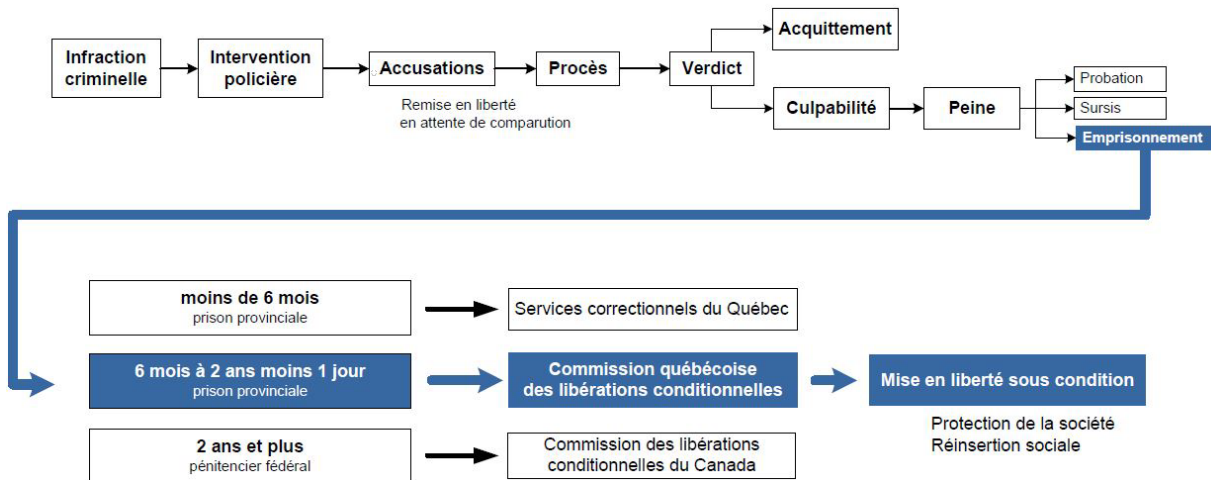 Infraction
criminelle
Intervention
policière
Accusations
Remise en liberté
en attente de comparution
Procès
Verdict
Acquittement
Culpabilité
Peine
Probation
Sursis
Emprisonnement
moins de 6 mois
prison provinciale
Services correctionnels du Québec
6 mois à 2 ans moins 1 jour
prison provinciale
Commission québécoise
des libérations conditionnelles
Mise en liberté sous condition
Protection de la société
Réinsertion sociale
2 ans et plus
pénitencier fédéral
Commission des libérations
conditionnelles du Canada